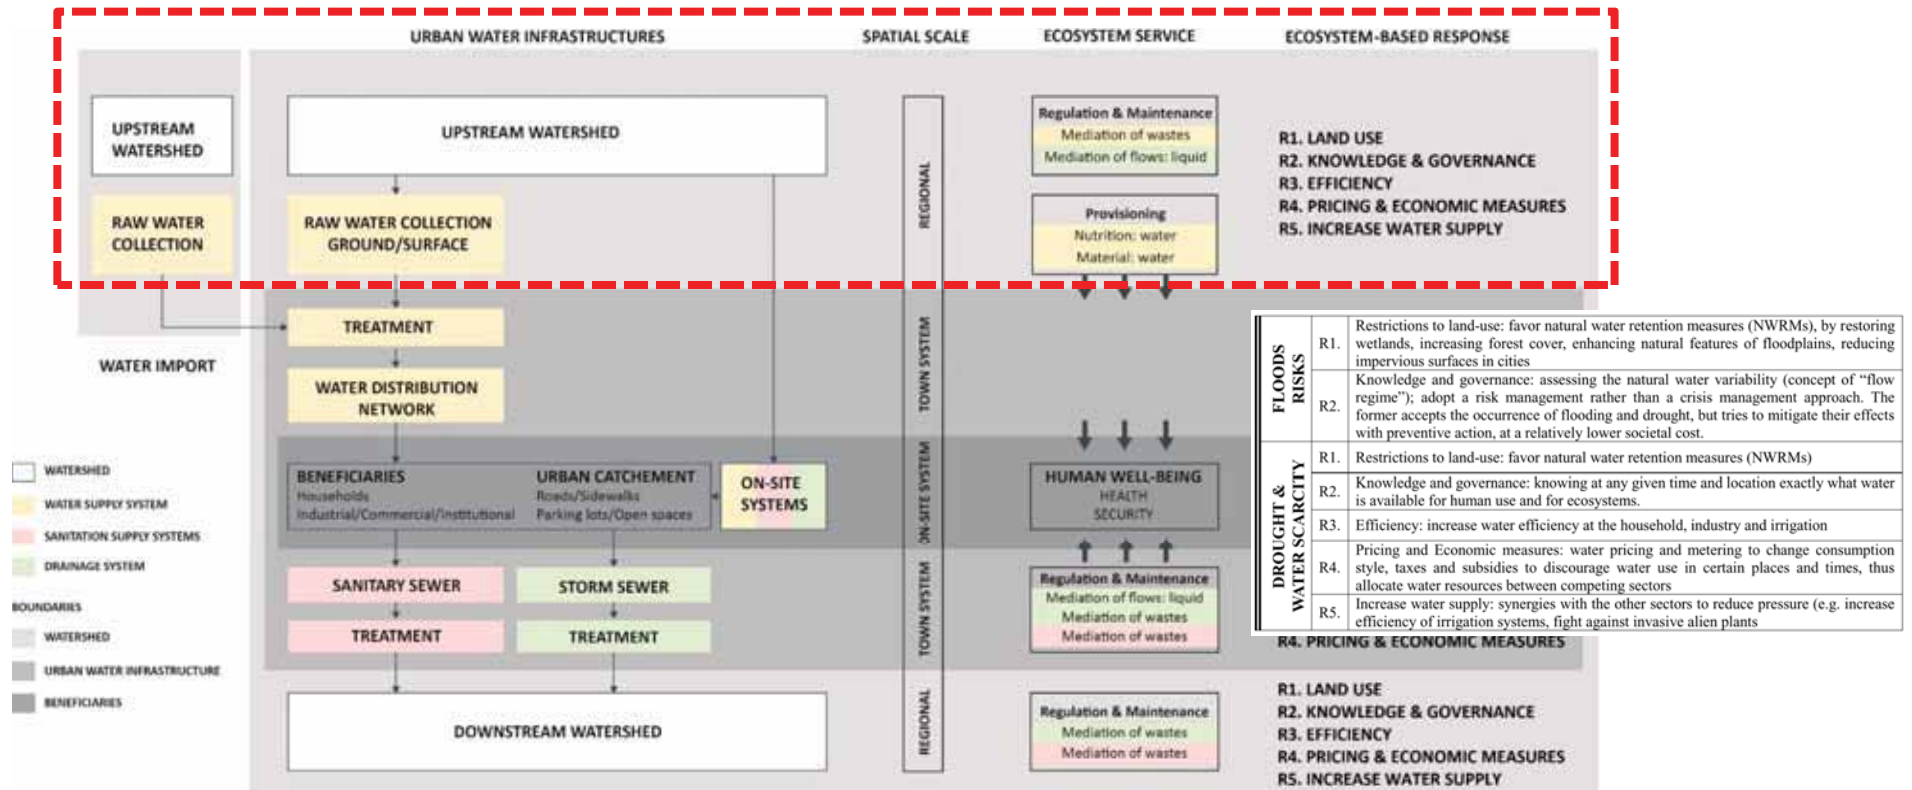 URBAN WATER INFRASTRUCTURES
SPATIAL SCALE
ECOSYSTEM SERVICE
ECOSYSTEM-BASED RESPONSE
UPSTREAM
WATERSHED
RAW WATER
COLLECTION
WATER IMPORT
UPSTREAM WATERSHED
RAW WATER COLLECTION
GROUND/SURFACE
TREATMENT
WATER DISTRIBUTION
NETWORK
BENEFICIARIES
Households
Industrial/Commercial/Institutional
URBAN CATCHEMENT
Roads/Sidewalks
Parking lots/Open spaces
ON-SITE
SYSTEMS
SANITARY SEWER
STORM SEWER
TREATMENT
TREATMENT
DOWNSTREAM WATERSHED
REGIONAL
TOWN SYSTEM
ON-SITE SYSTEM
TOWN SYSTEM
REGIONAL
Regulation & Maintenance
Mediation of wastes
Mediation of flows: liquid
Provisioning
Nutrition: water
Material: water
HUMAN WELL-BEING
HEALTH
SECURITY
Regulation & Maintenance
Mediation of flows: liquid
Mediation of wastes
Mediation of wastes
Regulation & Maintenance
Mediation of wastes
Mediation of wastes
R1. LAND USE
R2. KNOWLEDGE & GOVERNANCE
R3. EFFICIENCY
R4. PRICING & ECONOMIC MEASURES
R5. INCREASE WATER SUPPLY
FLOODS
RISKS
R1.
Restrictions to land-use: favor natural water retention measures (NWRMs), by restoring
wetlands, increasing forest cover, enhancing natural features of floodplains, reducing
impervious surfaces in cities
R2.
Knowledge and governance: assessing the natural water variability (concept of “flow
regime”); adopt a risk management rather than a crisis management approach. The
former accepts the occurrence of flooding and drought, but tries to mitigate their effects
with preventive action, at a relatively lower societal cost.
DROUGHT &
WATER SCARCITY
R1.
Restrictions to land-use: favor natural water retention measures (NWRMs)
R2.
Knowledge and governance: knowing at any given time and location exactly what water
is available for human use and for ecosystems.
R3.
Efficiency: increase water efficiency at the household, industry and irrigation
R4.
Pricing and Economic measures: water pricing and metering to change consumption
style, taxes and subsidies to discourage water use in certain places and times, thus
allocate water resources between competing sectors
R5.
Increase water supply: synergies with the other sectors to reduce pressure (e.g. increase
efficiency of irrigation systems, fight against invasive alien plants
R4. PRICING & ECONOMIC MEASURES
R1. LAND USE
R2. KNOWLEDGE & GOVERNANCE
R3. EFFICIENCY
R4. PRICING & ECONOMIC MEASURES
R5. INCREASE WATER SUPPLY
WATERSHED
WATER SUPPLY SYSTEM
SANITATION SUPPLY SYSTEMS
DRAINAGE SYSTEM
BOUNDARIES
WATERSHED
URBAN WATER INFRASTRUCTURE
BENEFICIARIES